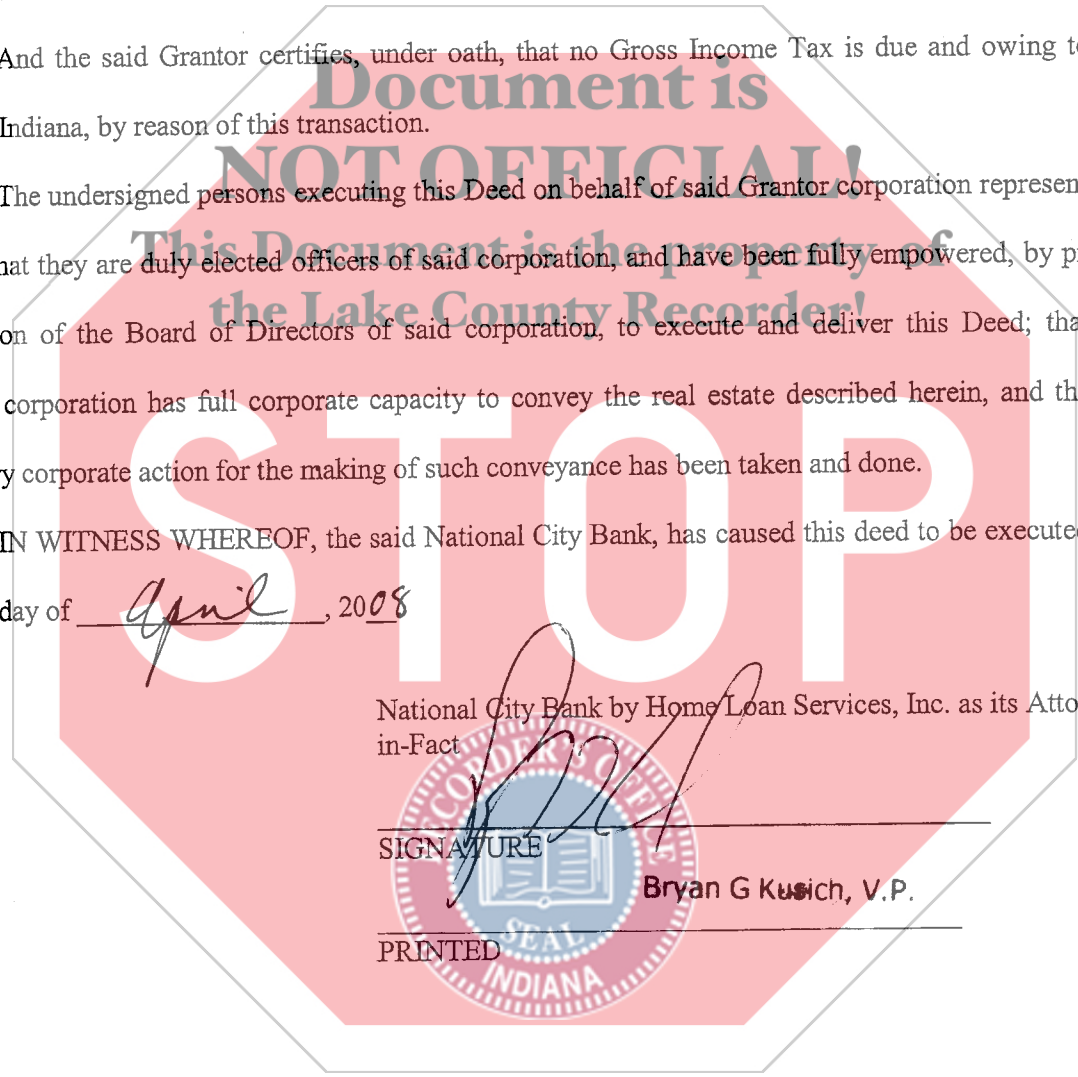 And the said Grantor certifies, under oath, that no Gross Income Tax is due and owing to
Document is
Indiana, by reason of this transaction.
NOT OFFICIAL!
The undersigned persons executing this Deed on behalf of said Grantor corporation represen
This Document is the property of
hat they are duly elected officers of said corporation, and have been fully empowered, by p
the Lake County Recorder!
on of the Board of Directors of said corporation, to execute and deliver this Deed; tha
corporation has full corporate capacity to convey the real estate described herein, and th
STOP
y corporate action for the making of such conveyance has been taken and done.
IN WITNESS WHEREOF, the said National City Bank, has caused this deed to be execute
day of April, 2008
National City Bank by Home Loan Services, Inc. as its Atto
in-Fact
RECORDER'S OFFICE
SIGNATURE
Bryan G Kusich, V.P.
SEAL
PRINTED
INDIANA